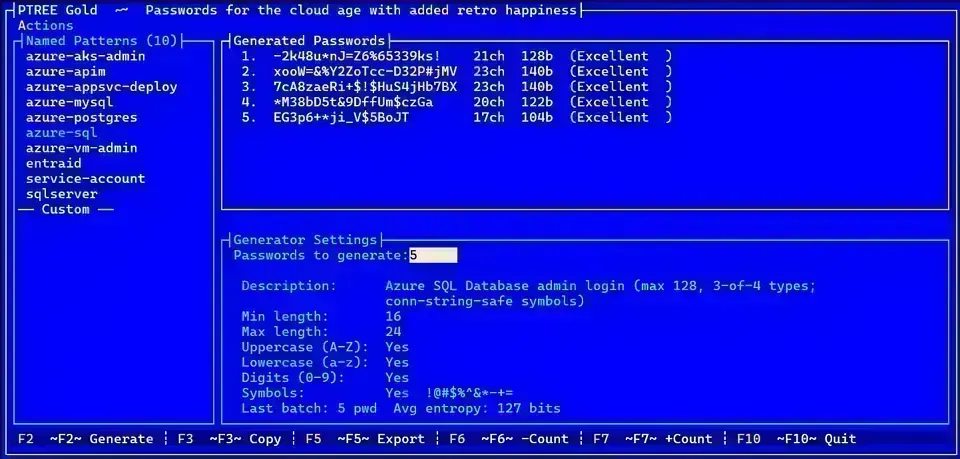 PTREE Gold ~~ Passwords for the cloud age with added retro happiness
Actions
Named Patterns (10)
azure-aks-admin
azure-apim
azure-appsvc-deploy
azure-mysql
azure-postgres
azure-sql
azure-vm-admin
entraid
service-account
sqlserver
── Custom ──
Generated Passwords
1. -2k48u*nJ=Z6%65339ks! 21ch 128b (Excellent )
2. xooW=&%Y2ZoTcc-D32P#jMV 23ch 140b (Excellent )
3. 7cA8zaeRi+$!$HuS4jHb7BX 23ch 140b (Excellent )
4. *M38bD5t&9DffUm$czGa 20ch 122b (Excellent )
5. EG3p6+*ji_V$5BoJT 17ch 104b (Excellent )
Generator Settings
Passwords to generate:5
Description: Azure SQL Database admin login (max 128, 3-of-4 types;
conn-string-safe symbols)
Min length: 16
Max length: 24
Uppercase (A-Z): Yes
Lowercase (a-z): Yes
Digits (0-9): Yes
Symbols: Yes !@#$%^&*-+=
Last batch: 5 pwd Avg entropy: 127 bits
F2 ~F2~ Generate ¦ F3 ~F3~ Copy ¦ F5 ~F5~ Export ¦ F6 ~F6~ -Count ¦ F7 ~F7~ +Count ¦ F10 ~F10~ Quit